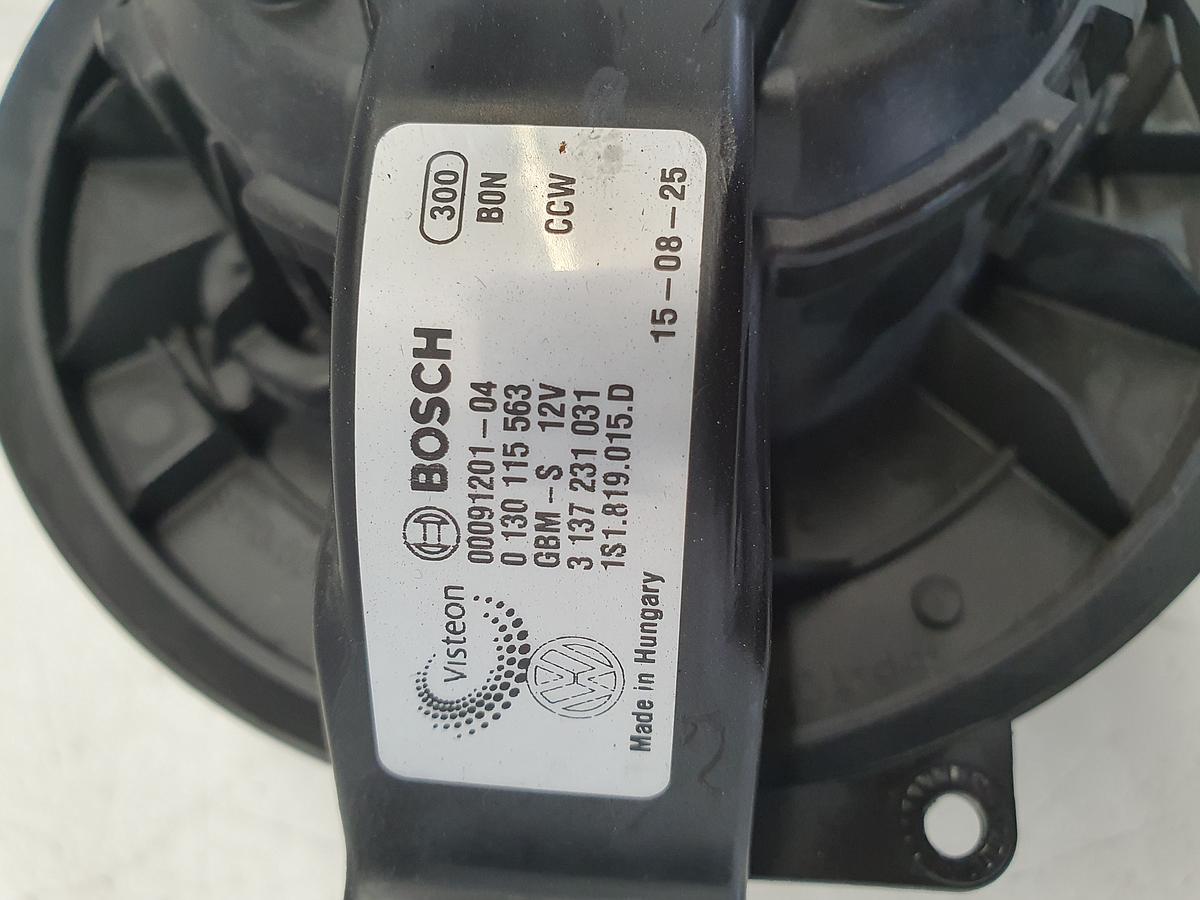 Visteon
BOSCH
300
00091201-04
BON
0 130 115 563
GBM-S 12V
CCW
3 137 231 031
1S1.819.015.D
Made in Hungary
15-08-25